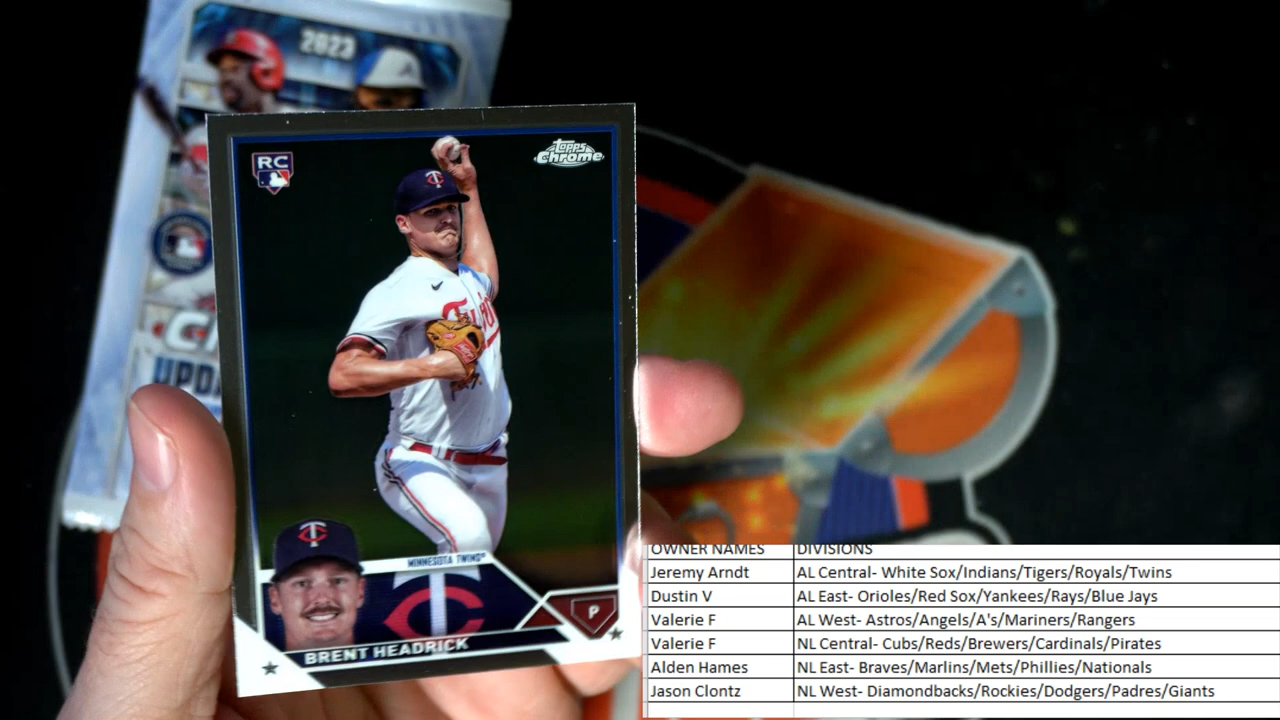 2023
RC
Topps
Chrome
TC
Twins
MINNESOTA TWINS
P
BRENT HEADRICK
OWNER NAMES DIVISIONS
Jeremy Arndt AL Central- White Sox/Indians/Tigers/Royals/Twins
Dustin V AL East- Orioles/Red Sox/Yankees/Rays/Blue Jays
Valerie F AL West- Astros/Angels/A's/Mariners/Rangers
Valerie F NL Central- Cubs/Reds/Brewers/Cardinals/Pirates
Alden Hames NL East- Braves/Marlins/Mets/Phillies/Nationals
Jason Clontz NL West- Diamondbacks/Rockies/Dodgers/Padres/Giants